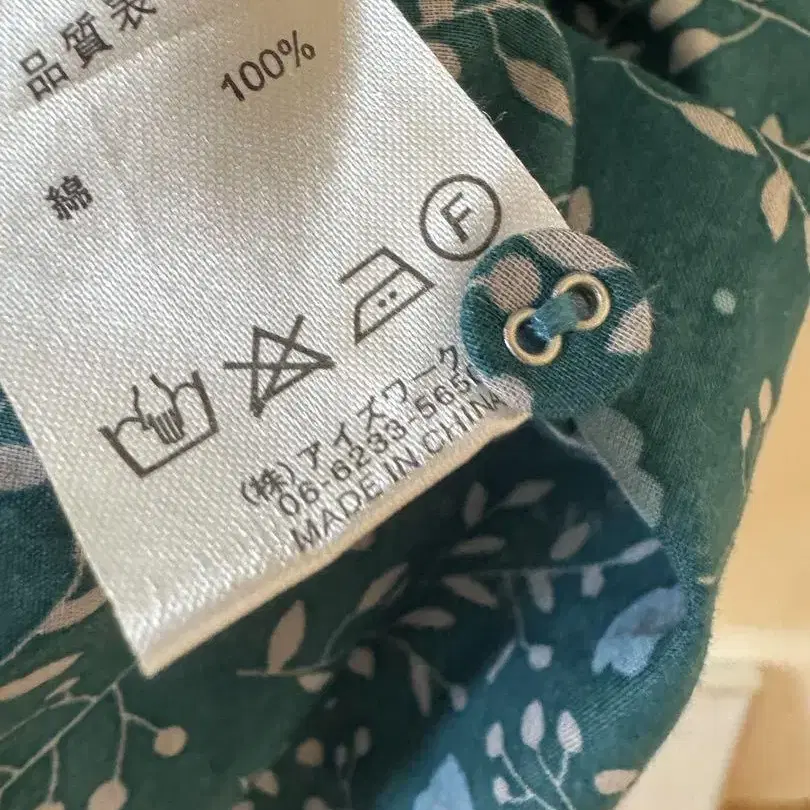 品質表
綿 100%
F
(株)アイズワーク
06-6233-565
MADE IN CHINA